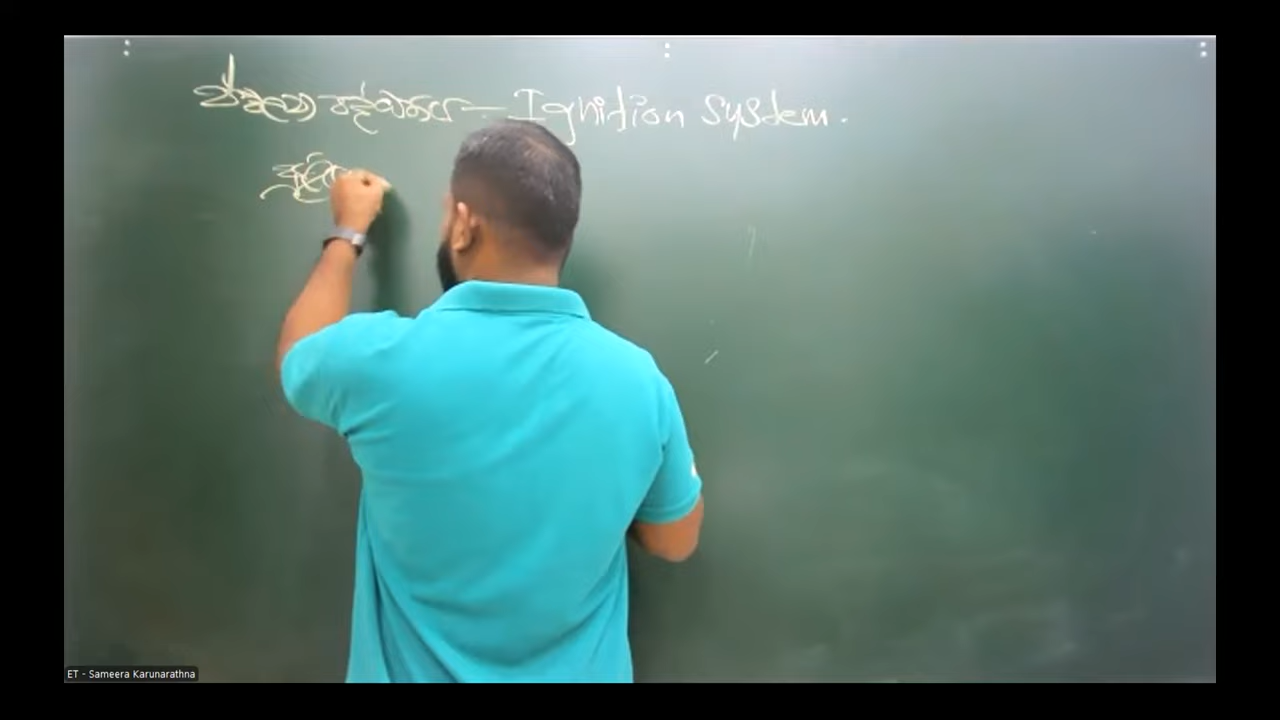 ජ්වලන පද්ධතිය – Ignition System.
ET - Sameera Karunarathna